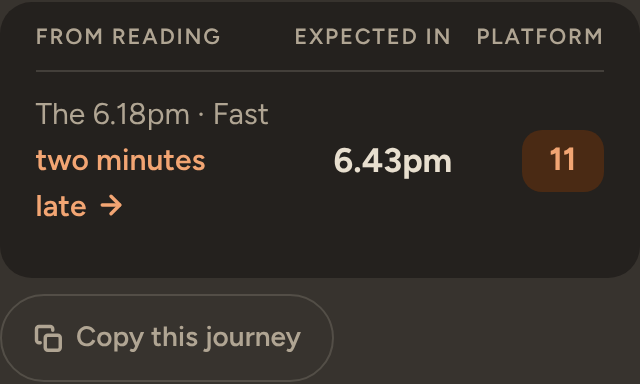 FROM READING EXPECTED IN PLATFORM
The 6.18pm · Fast
two minutes 6.43pm 11
late →
Copy this journey